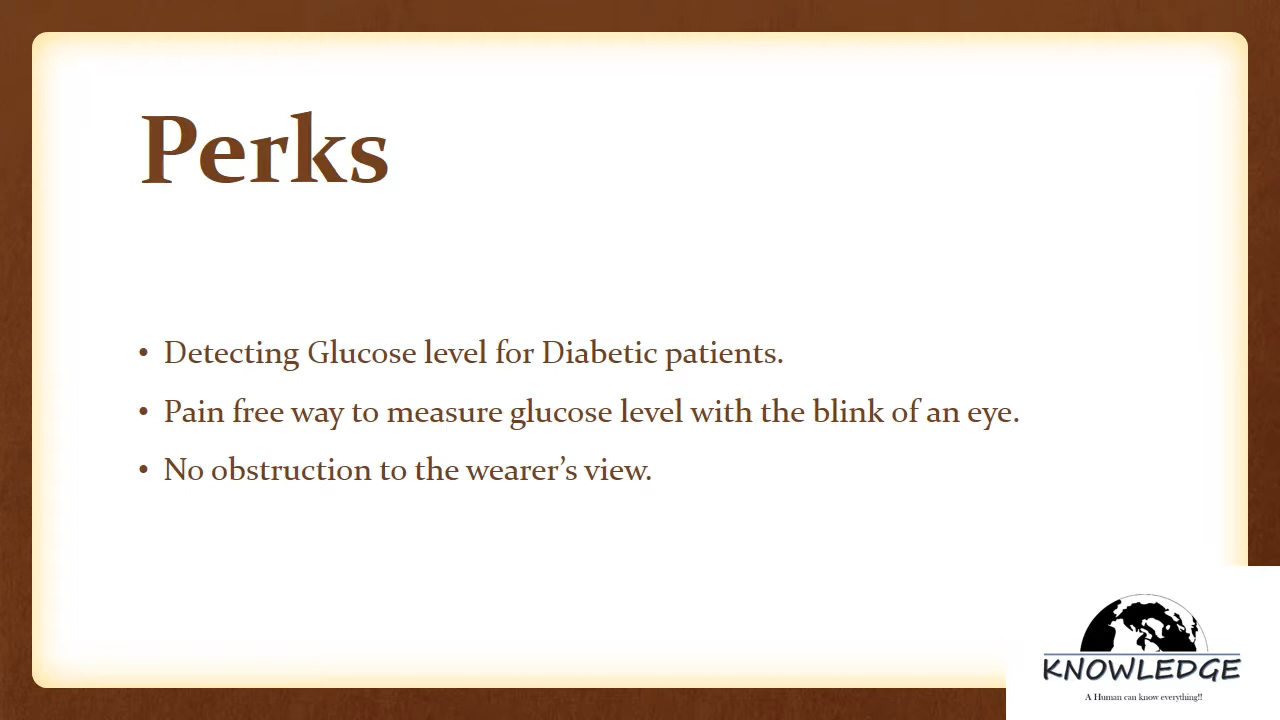 Perks
• Detecting Glucose level for Diabetic patients.
• Pain free way to measure glucose level with the blink of an eye.
• No obstruction to the wearer’s view.
KNOWLEDGE
A Human can know everything!!